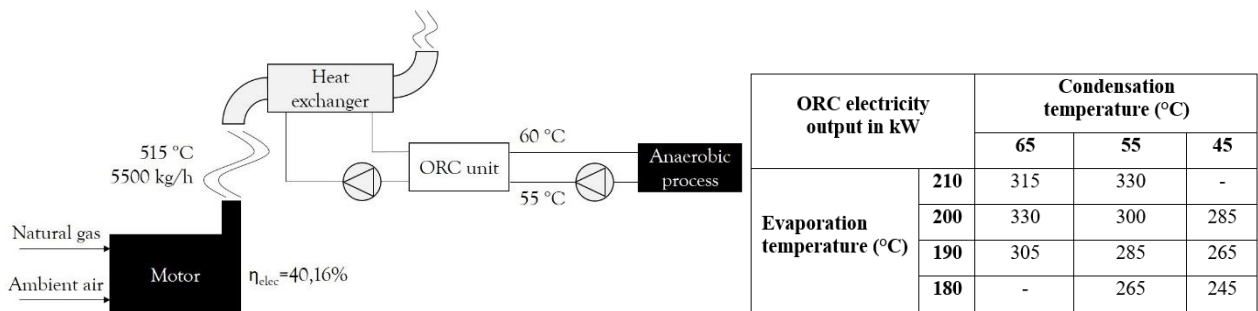 Heat
exchanger
515 °C
5500 kg/h
60 °C
ORC unit
55 °C
Anaerobic
process
Natural gas
Ambient air
Motor
ηelec=40,16%
ORC electricity
output in kW
Condensation
temperature (°C)
65 55 45
Evaporation
temperature (°C)
210 315 330 -
200 330 300 285
190 305 285 265
180 - 265 245